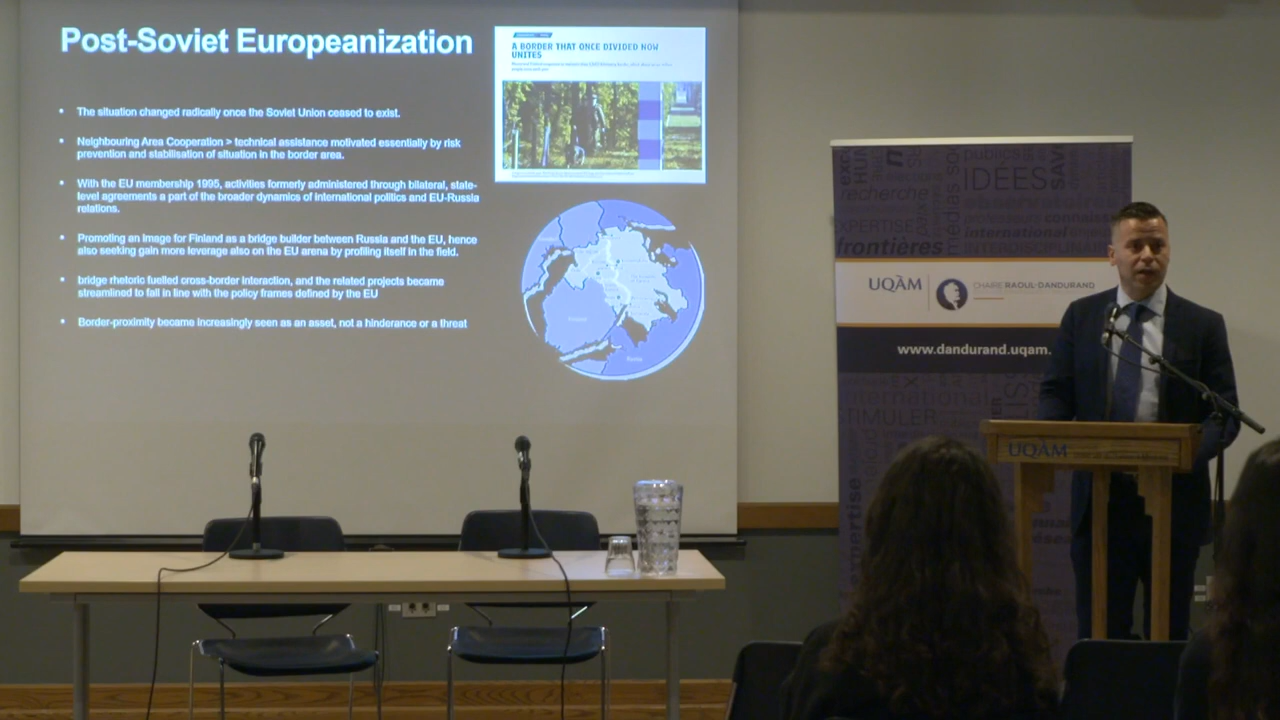 Post-Soviet Europeanization
A BORDER THAT ONCE DIVIDED NOW
UNITES
• The situation changed radically once the Soviet Union ceased to exist.
• Neighbouring Area Cooperation > technical assistance motivated essentially by risk
prevention and stabilisation of situation in the border area.
• With the EU membership 1995, activities formerly administered through bilateral, state-
level agreements a part of the broader dynamics of international politics and EU-Russia
relations.
• Promoting an image for Finland as a bridge builder between Russia and the EU, hence
also seeking gain more leverage also on the EU arena by profiling itself in the field.
• bridge rhetoric fuelled cross-border interaction, and the related projects became
streamlined to fall in line with the policy frames defined by the EU
• Border-proximity became increasingly seen as an asset, not a hinderance or a threat
IDÉES
recherche
EXPERTISE
frontières
international
INTERDISCIPLINAI
UQÀM
CHAIRE RAOUL-DANDURAND
www.dandurand.uqam.
international
STIMULER
UQÀM
expertise